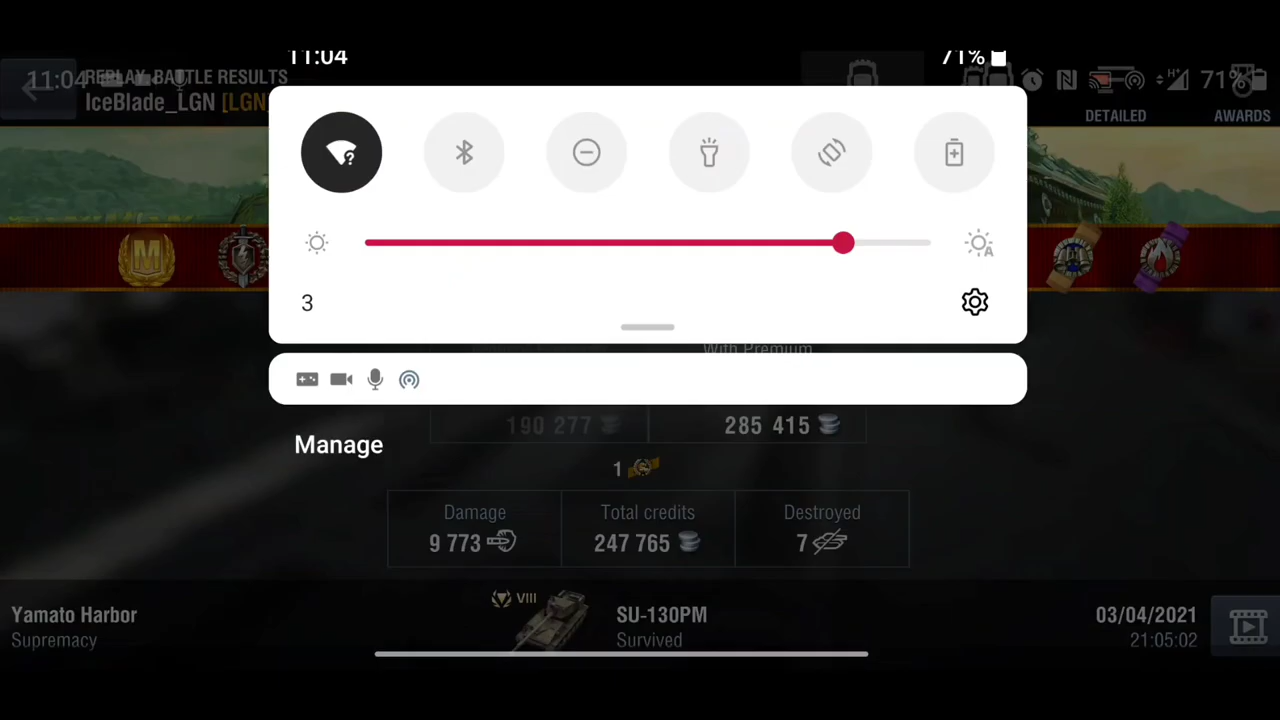 11:04
71%
11:04
REPLAY. BATTLE RESULTS
71%
IceBlade_LGN [LGN]
DETAILED
AWARDS
M
A
3
With Premium
190 277
285 415
Manage
1
Damage
Total credits
Destroyed
9 773
247 765
7
Yamato Harbor
VIII
SU-130PM
03/04/2021
Supremacy
Survived
21:05:02